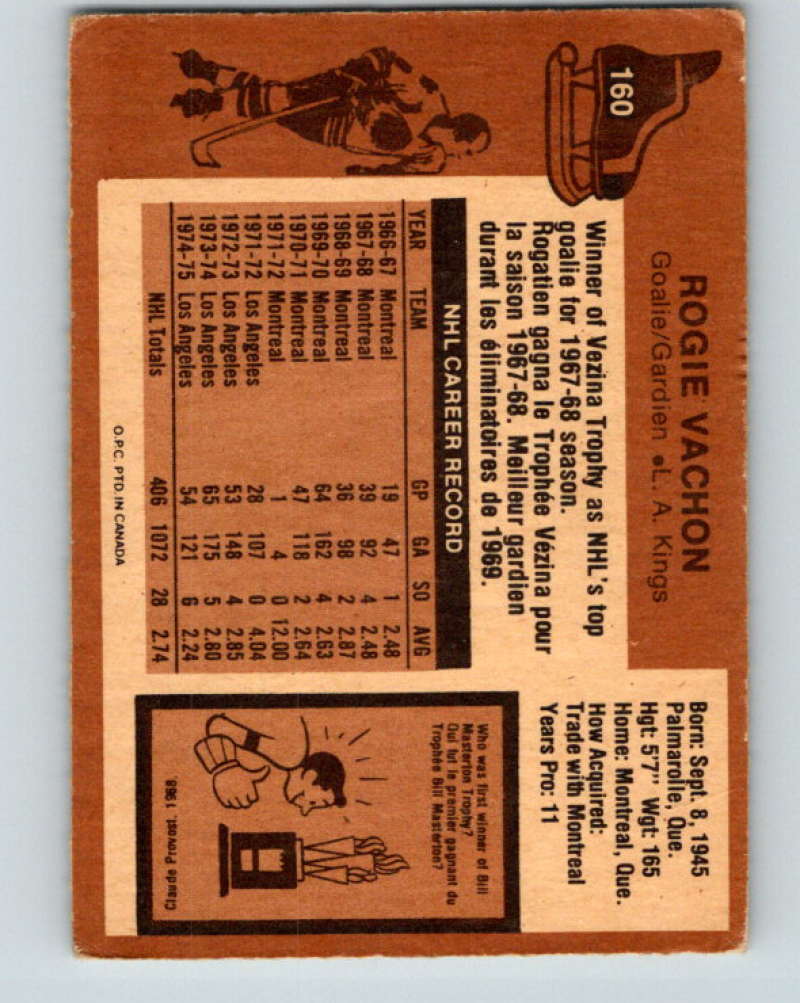 160
ROGIE VACHON
Goalie/Gardien • L. A. Kings
Born: Sept. 8, 1945
Palmarolle, Que.
Hgt: 5'7" Wgt: 165
Home: Montreal, Que.
How Acquired:
Trade with Montreal
Years Pro: 11
Winner of Vezina Trophy as NHL's top
goalie for 1967-68 season.
Rogatien gagna le Trophée Vézina pour
la saison 1967-68. Meilleur gardien
durant les éliminatoires de 1969.
NHL CAREER RECORD
YEAR TEAM GP GA SO AVG
1966-67 Montreal 19 47 1 2.48
1967-68 Montreal 39 92 4 2.48
1968-69 Montreal 36 98 2 2.87
1969-70 Montreal 64 162 4 2.63
1970-71 Montreal 47 118 2 2.64
1971-72 Montreal 1 4 0 12.00
1971-72 Los Angeles 28 107 0 4.04
1972-73 Los Angeles 53 148 4 2.85
1973-74 Los Angeles 65 175 5 2.80
1974-75 Los Angeles 54 121 6 2.24
NHL Totals 406 1072 28 2.74
Who was first winner of Bill
Masterton Trophy?
Qui fut le premier gagnant du
Trophée Bill Masterton?
Claude Provost, 1968.
O.P.C. PTD. IN CANADA